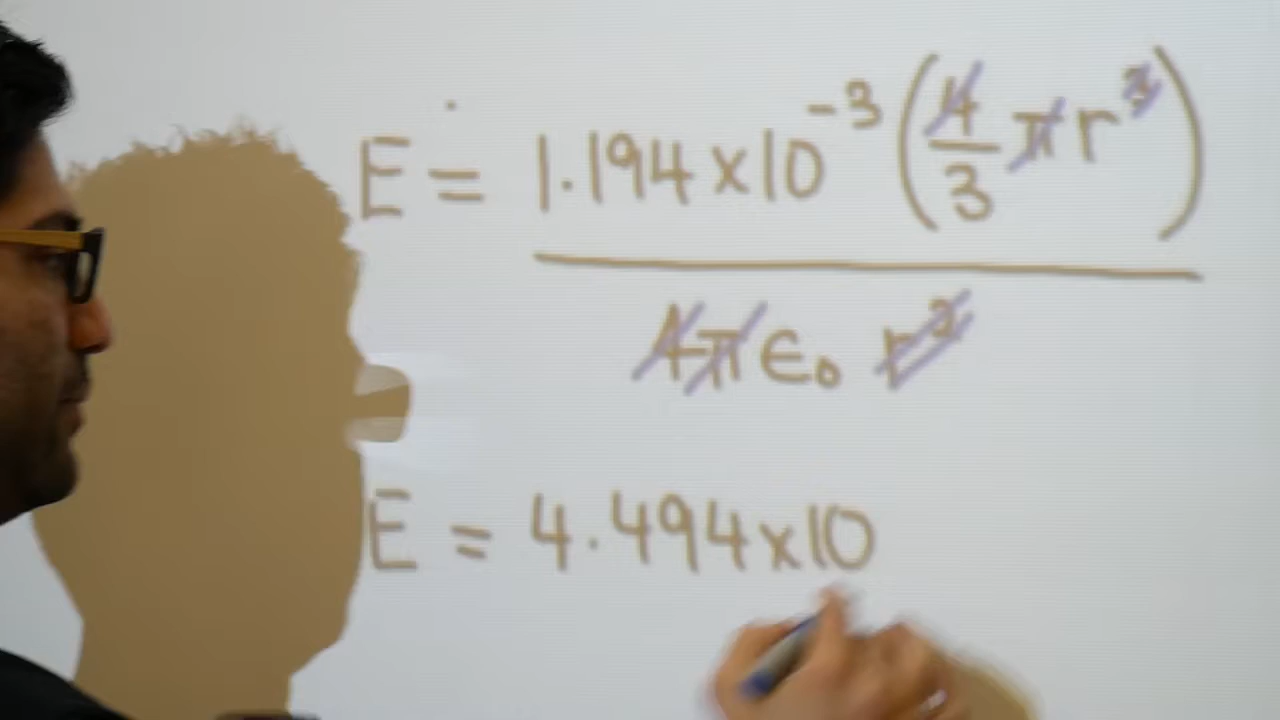 E = 1.194 x 10^-3 (4/3 π r^3) / 4π ϵ₀ r^2
E = 4.494 x 10